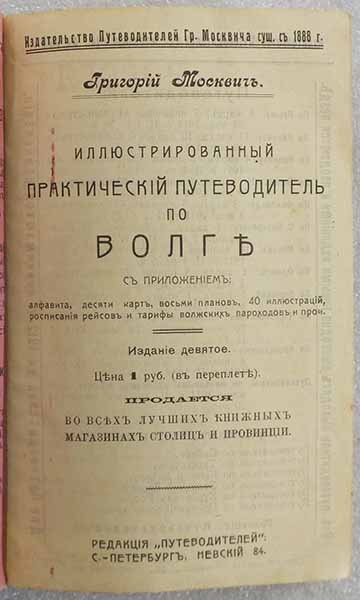 Издательство Путеводителей Гр. Москвича сущ. съ 1888 г.
Григорій Москвичъ.
ИЛЛЮСТРИРОВАННЫЙ
ПРАКТИЧЕСКІЙ ПУТЕВОДИТЕЛЬ
ПО
ВОЛГѢ
СЪ ПРИЛОЖЕНІЕМЪ:
алфавита, десяти картъ, восьми плановъ, 40 иллюстрацій,
росписанія рейсовъ и тарифы волжскихъ пароходовъ и проч.
Изданіе девятое.
Цѣна 1 руб. (въ переплетѣ).
ПРОДАЕТСЯ
ВО ВСѢХЪ ЛУЧШИХЪ КНИЖНЫХЪ
МАГАЗИНАХЪ СТОЛИЦЪ И ПРОВИНЦІИ.
РЕДАКЦІЯ „ПУТЕВОДИТЕЛЕЙ“:
С.-ПЕТЕРБУРГЪ, НЕВСКІЙ 84.